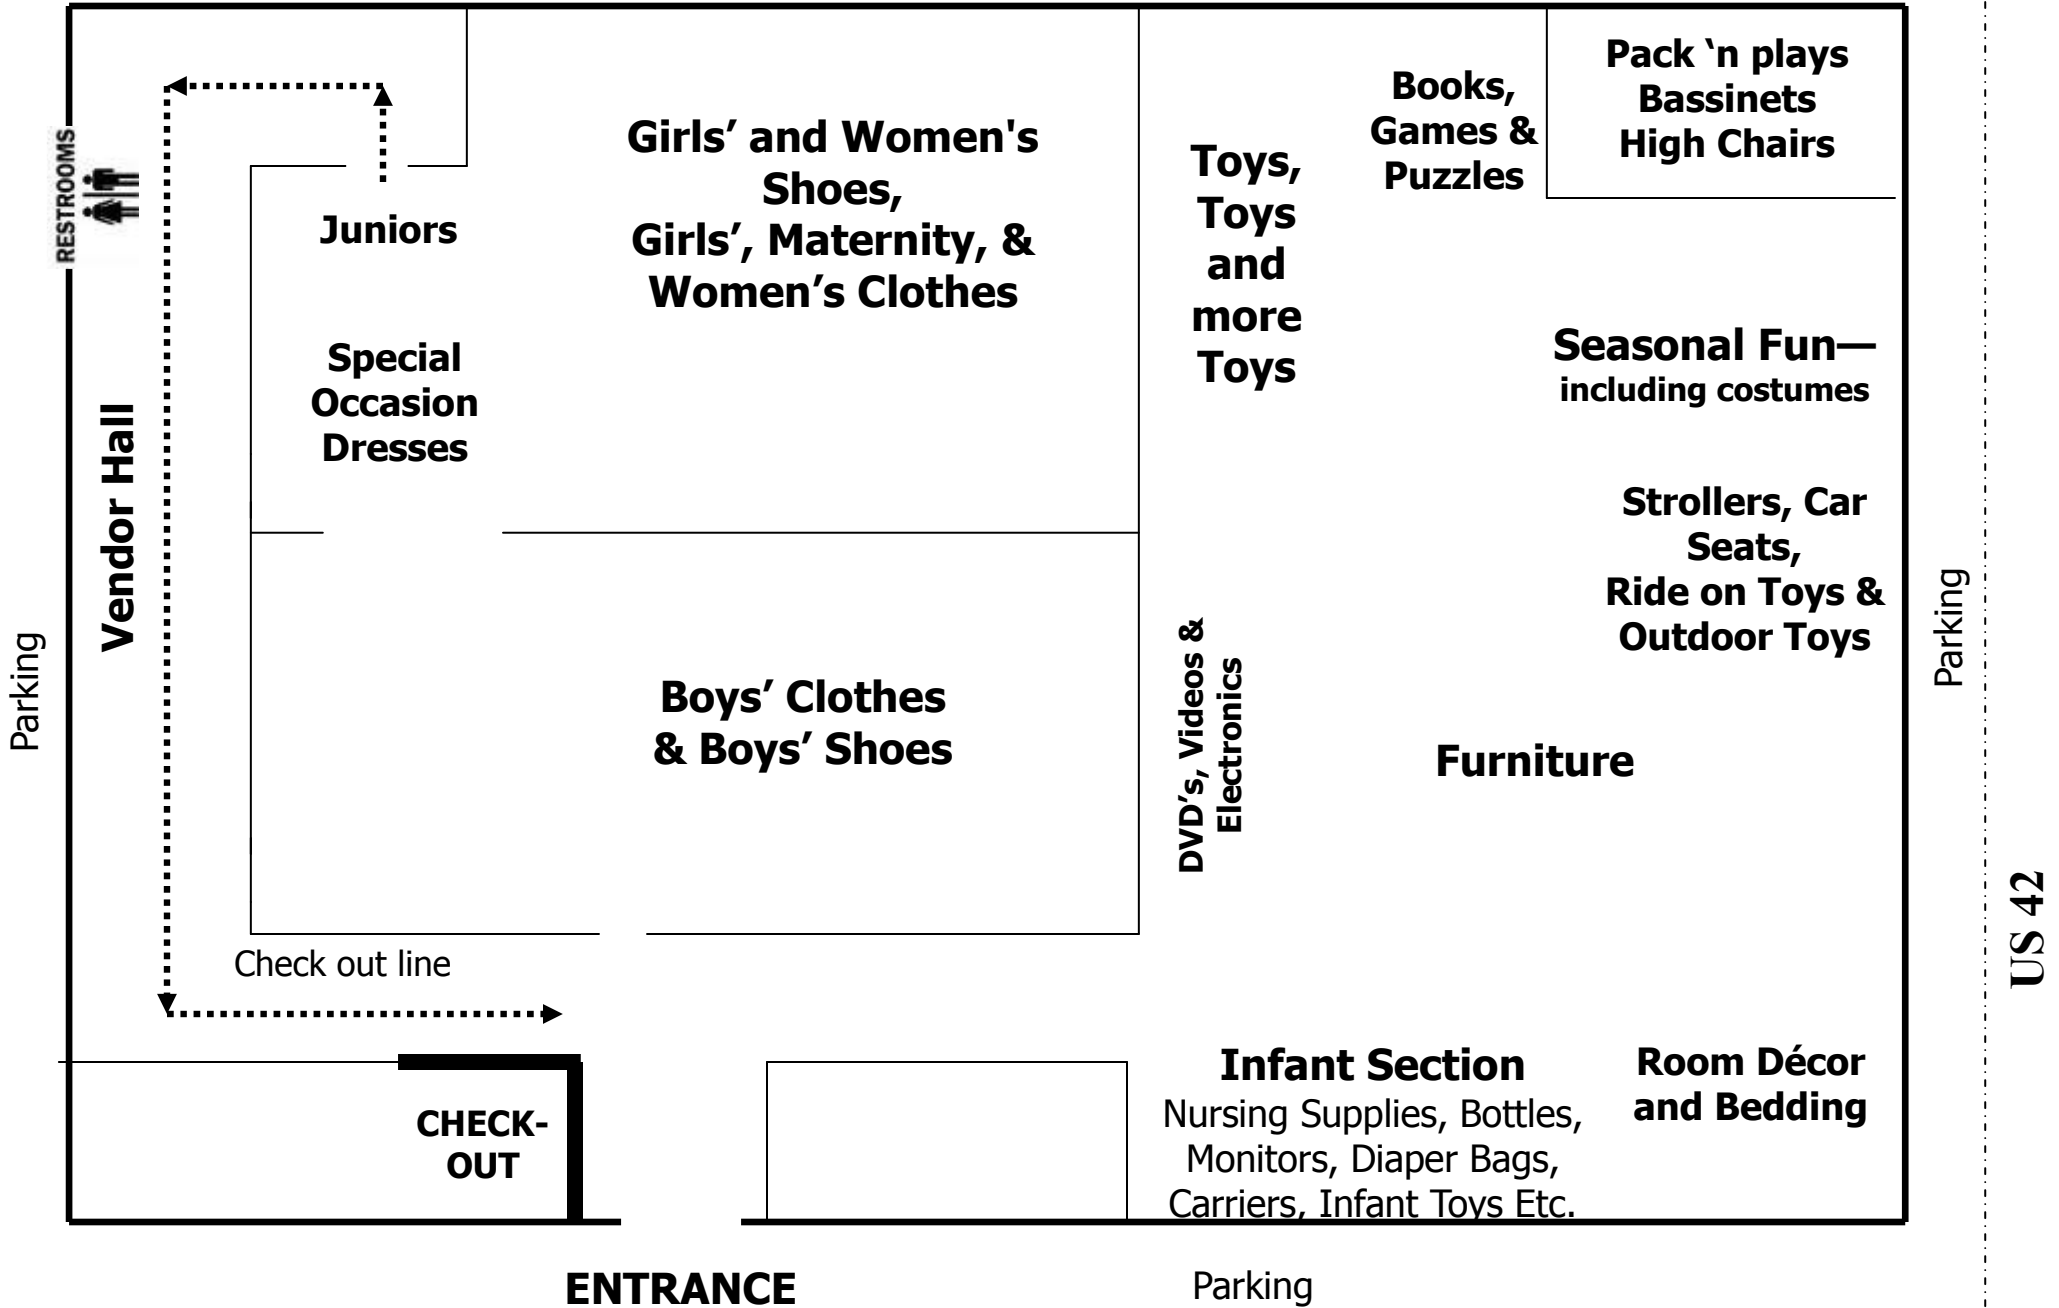 Pack ‘n plays
Bassinets
High Chairs
Books,
Games &
Puzzles
Girls’ and Women's
Shoes,
Girls’, Maternity, &
Women’s Clothes
Toys,
Toys
and
more
Toys
RESTROOMS
Juniors
Special
Occasion
Dresses
Seasonal Fun—
including costumes
Vendor Hall
Strollers, Car
Seats,
Ride on Toys &
Outdoor Toys
Parking
Parking
Boys’ Clothes
& Boys’ Shoes
DVD’s, Videos &
Electronics
Furniture
US 42
Check out line
CHECK-
OUT
Infant Section
Nursing Supplies, Bottles,
Monitors, Diaper Bags,
Carriers, Infant Toys Etc.
Room Décor
and Bedding
ENTRANCE
Parking